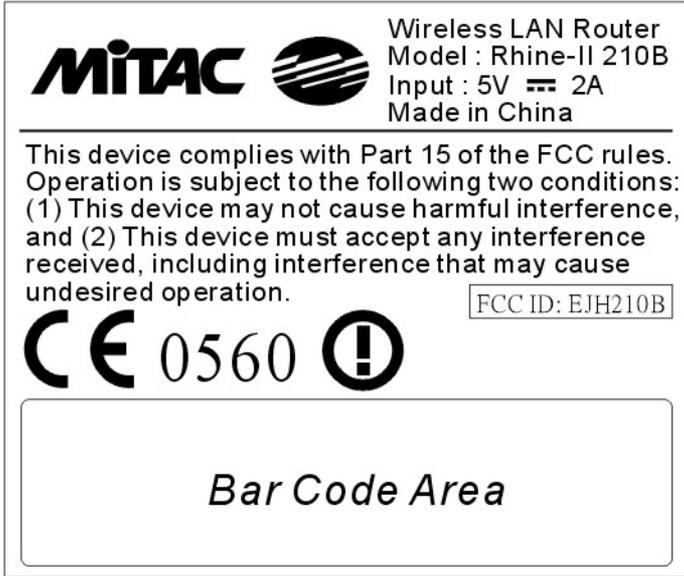 MiTAC
Wireless LAN Router
Model : Rhine-II 210B
Input : 5V ⎓ 2A
Made in China
This device complies with Part 15 of the FCC rules.
Operation is subject to the following two conditions:
(1) This device may not cause harmful interference,
and (2) This device must accept any interference
received, including interference that may cause
undesired operation.
FCC ID: EJH210B
CE 0560 !
Bar Code Area